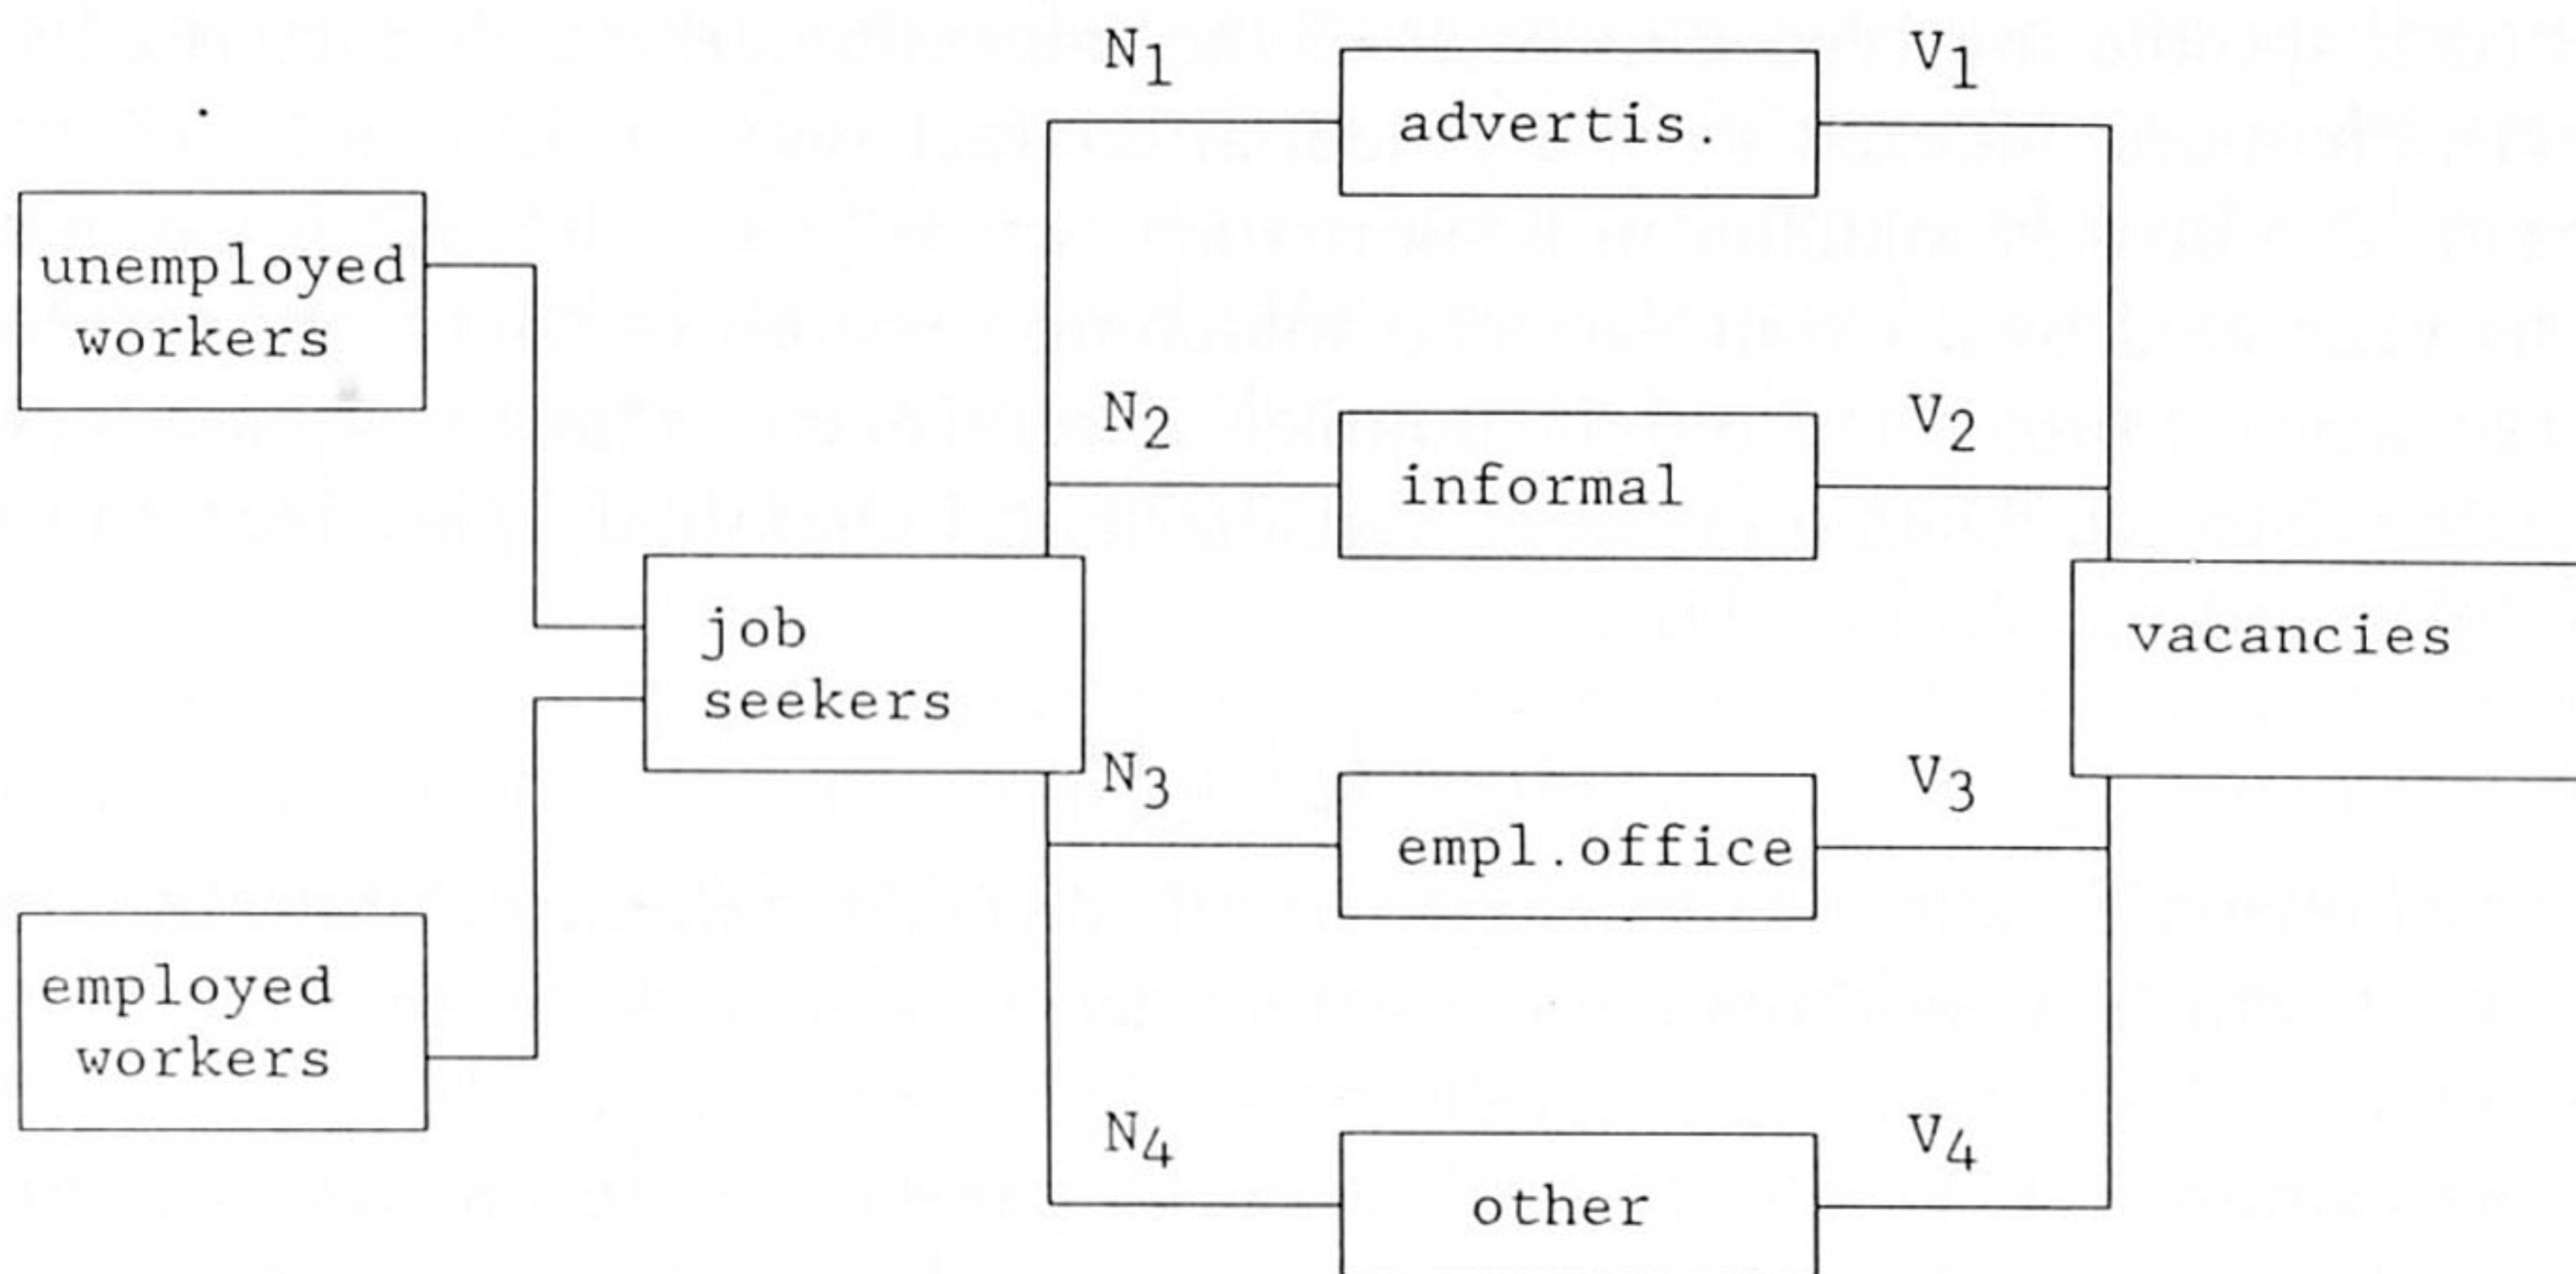 N1
advertis.
V1
unemployed
workers
N2
informal
V2
job
seekers
vacancies
N3
empl.office
V3
employed
workers
N4
other
V4